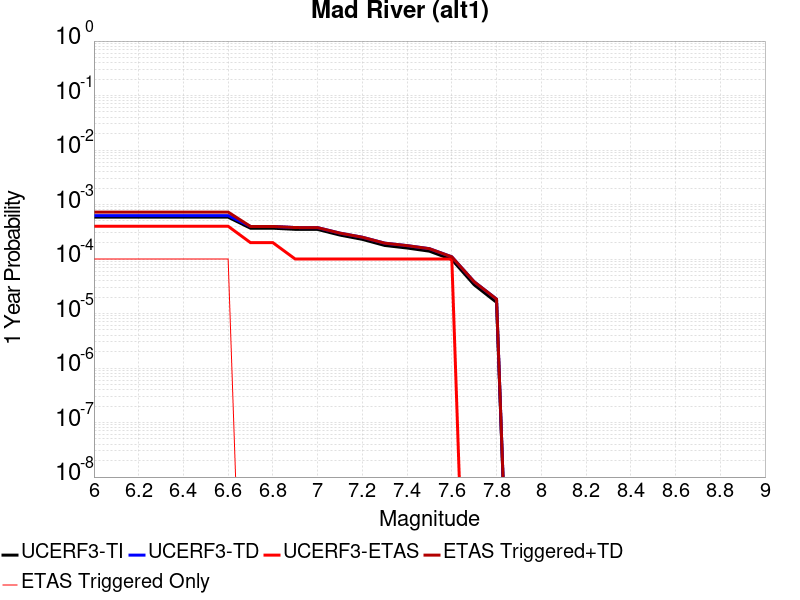 Mad River (alt1)
10^0
10^-1
10^-2
10^-3
10^-4
10^-5
10^-6
10^-7
10^-8
1 Year Probability
6 6.2 6.4 6.6 6.8 7 7.2 7.4 7.6 7.8 8 8.2 8.4 8.6 8.8 9
Magnitude
UCERF3-TI UCERF3-TD UCERF3-ETAS ETAS Triggered+TD
ETAS Triggered Only